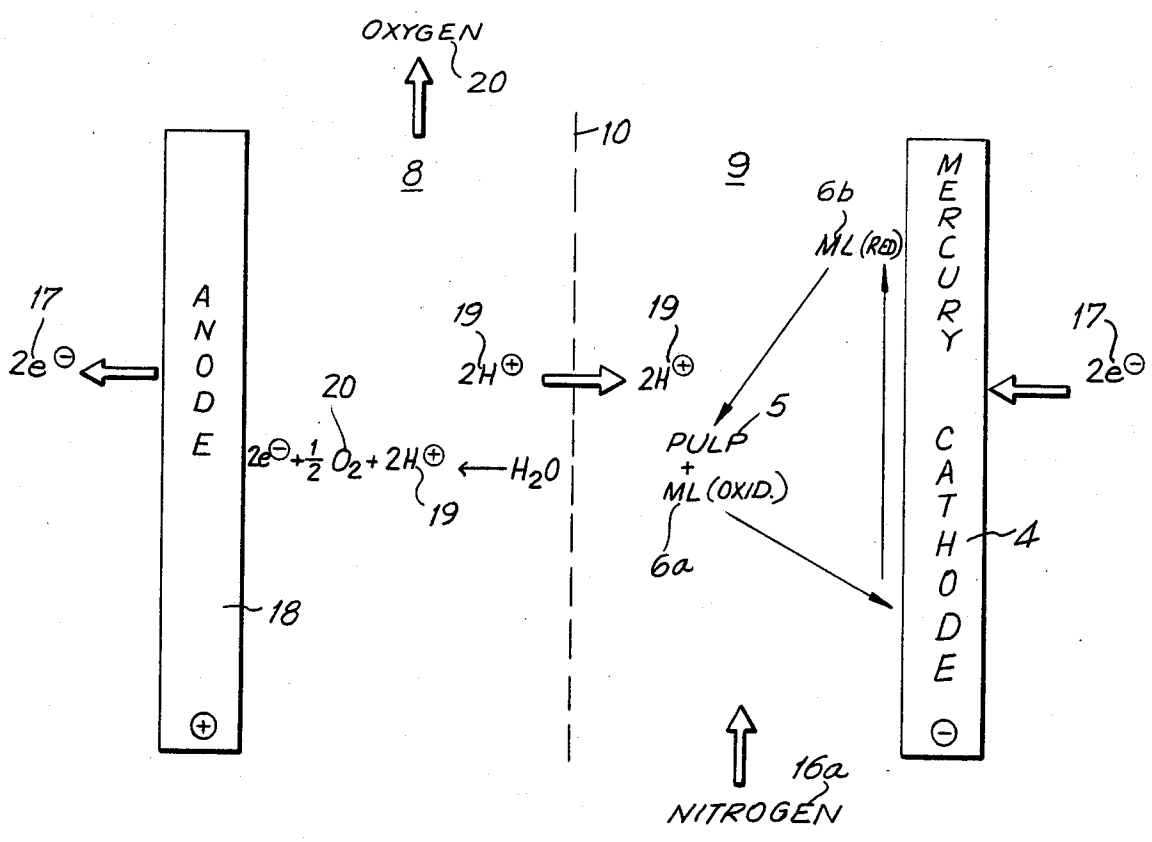 OXYGEN
20
10
8
9
6b
ML (RED)
MERCURY CATHODE
4
⊖
17
2e⊖
ANODE
18
⊕
17
2e⊖
19
2H⊕
19
2H⊕
20
2e⊖ + 1/2 O2 + 2H⊕ ← H2O
19
5
PULP
+
ML (OXID.)
6a
16a
NITROGEN